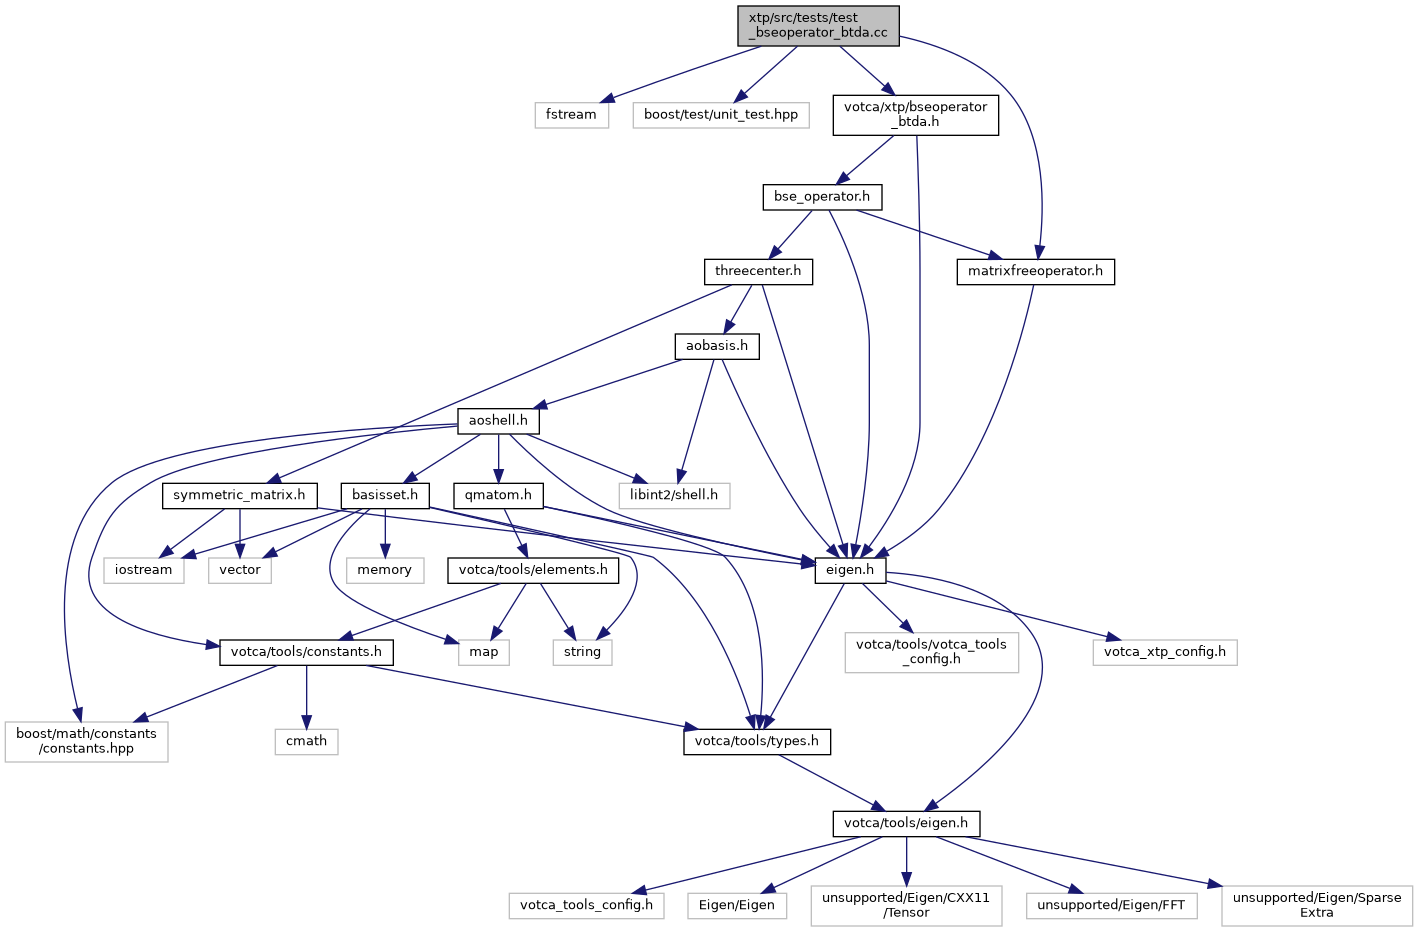 xtp/src/tests/test
_bseoperator_btda.cc
fstream
boost/test/unit_test.hpp
votca/xtp/bseoperator
_btda.h
bse_operator.h
threecenter.h
matrixfreeoperator.h
aobasis.h
aoshell.h
symmetric_matrix.h
basisset.h
qmatom.h
libint2/shell.h
iostream
vector
memory
votca/tools/elements.h
eigen.h
votca/tools/constants.h
map
string
votca/tools/votca_tools
_config.h
votca_xtp_config.h
boost/math/constants
/constants.hpp
cmath
votca/tools/types.h
votca/tools/eigen.h
votca_tools_config.h
Eigen/Eigen
unsupported/Eigen/CXX11
/Tensor
unsupported/Eigen/FFT
unsupported/Eigen/Sparse
Extra